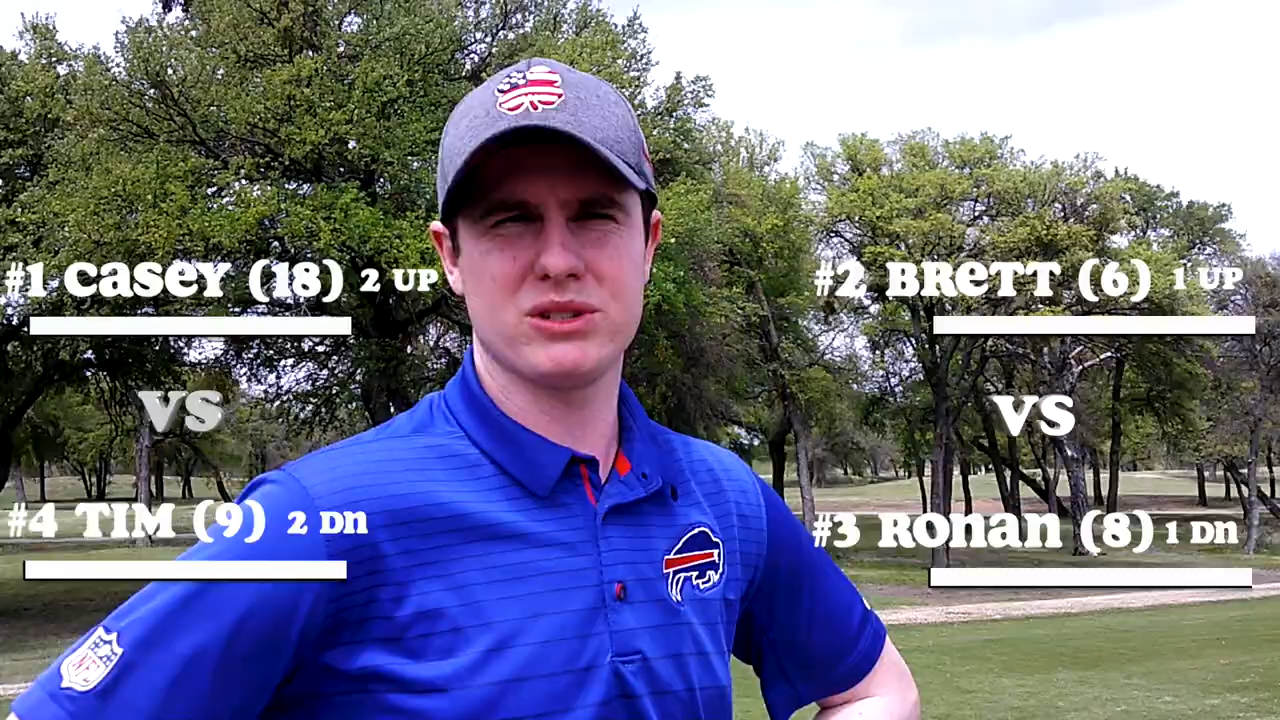 #1 Casey (18) 2 UP
VS
#4 TIM (9) 2 Dn
#2 BReTT (6) 1 UP
VS
#3 Ronan (8) 1 Dn
NFL